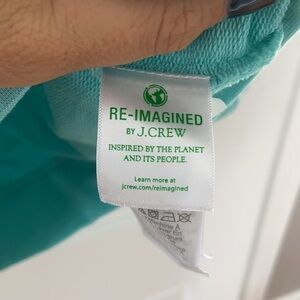 RE-IMAGINED
BY J.CREW
INSPIRED BY THE PLANET
AND ITS PEOPLE.
Learn more at
jcrew.com/reimagined